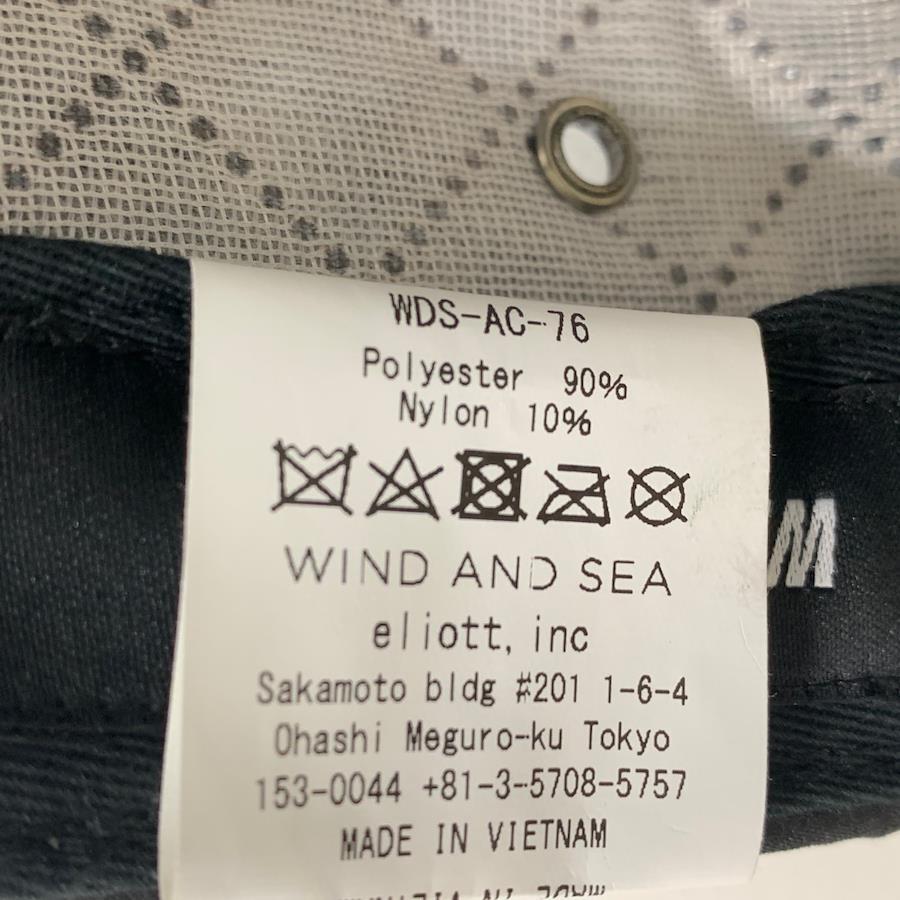 WDS-AC-76
Polyester 90%
Nylon 10%
WIND AND SEA
eliott, inc
Sakamoto bldg #201 1-6-4
Ohashi Meguro-ku Tokyo
153-0044 +81-3-5708-5757
MADE IN VIETNAM